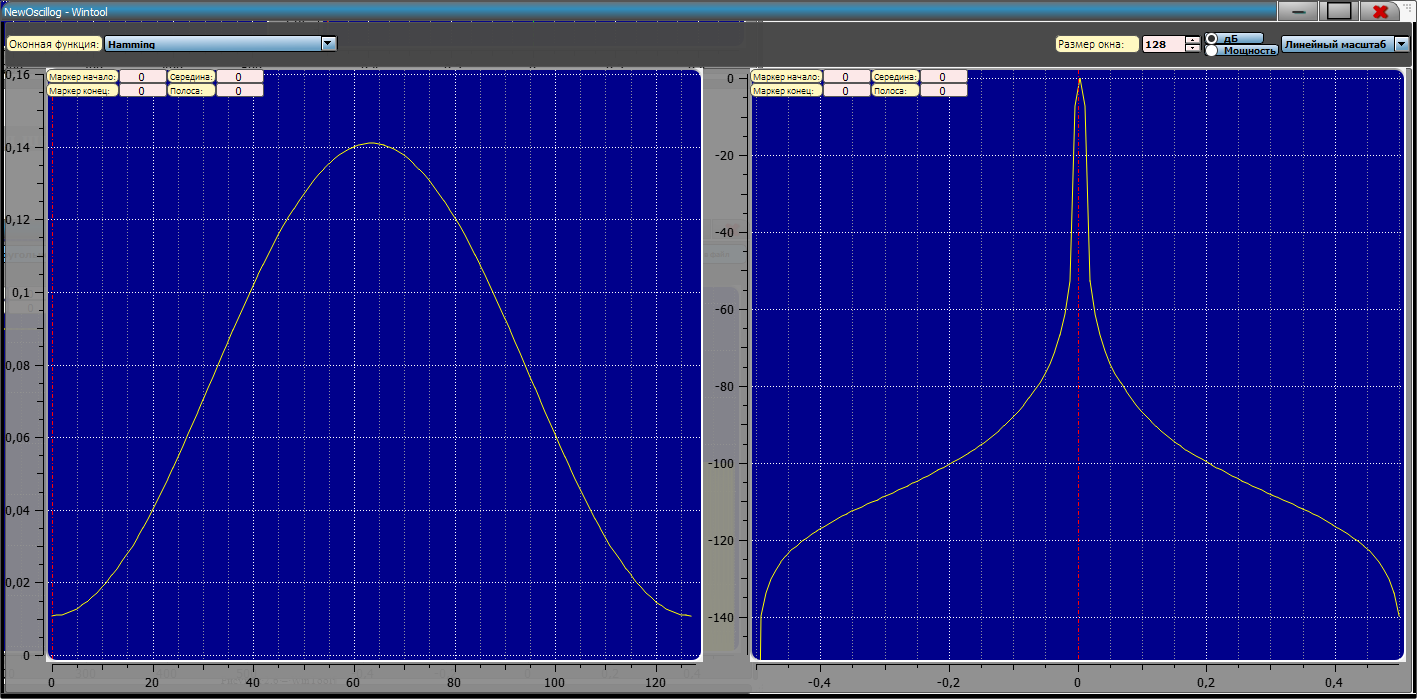 NewOscillog - Wintool
Оконная функция: Hamming Размер окна: 128 дБ
Мощность
Линейный масштаб
Маркер начало: 0 Середина: 0
Маркер конец: 0 Полоса: 0
0,16
0,14
0,12
0,1
0,08
0,06
0,04
0,02
0
0 20 40 60 80 100 120
Маркер начало: 0 Середина: 0
Маркер конец: 0 Полоса: 0
0
-20
-40
-60
-80
-100
-120
-140
-0,4 -0,2 0 0,2 0,4